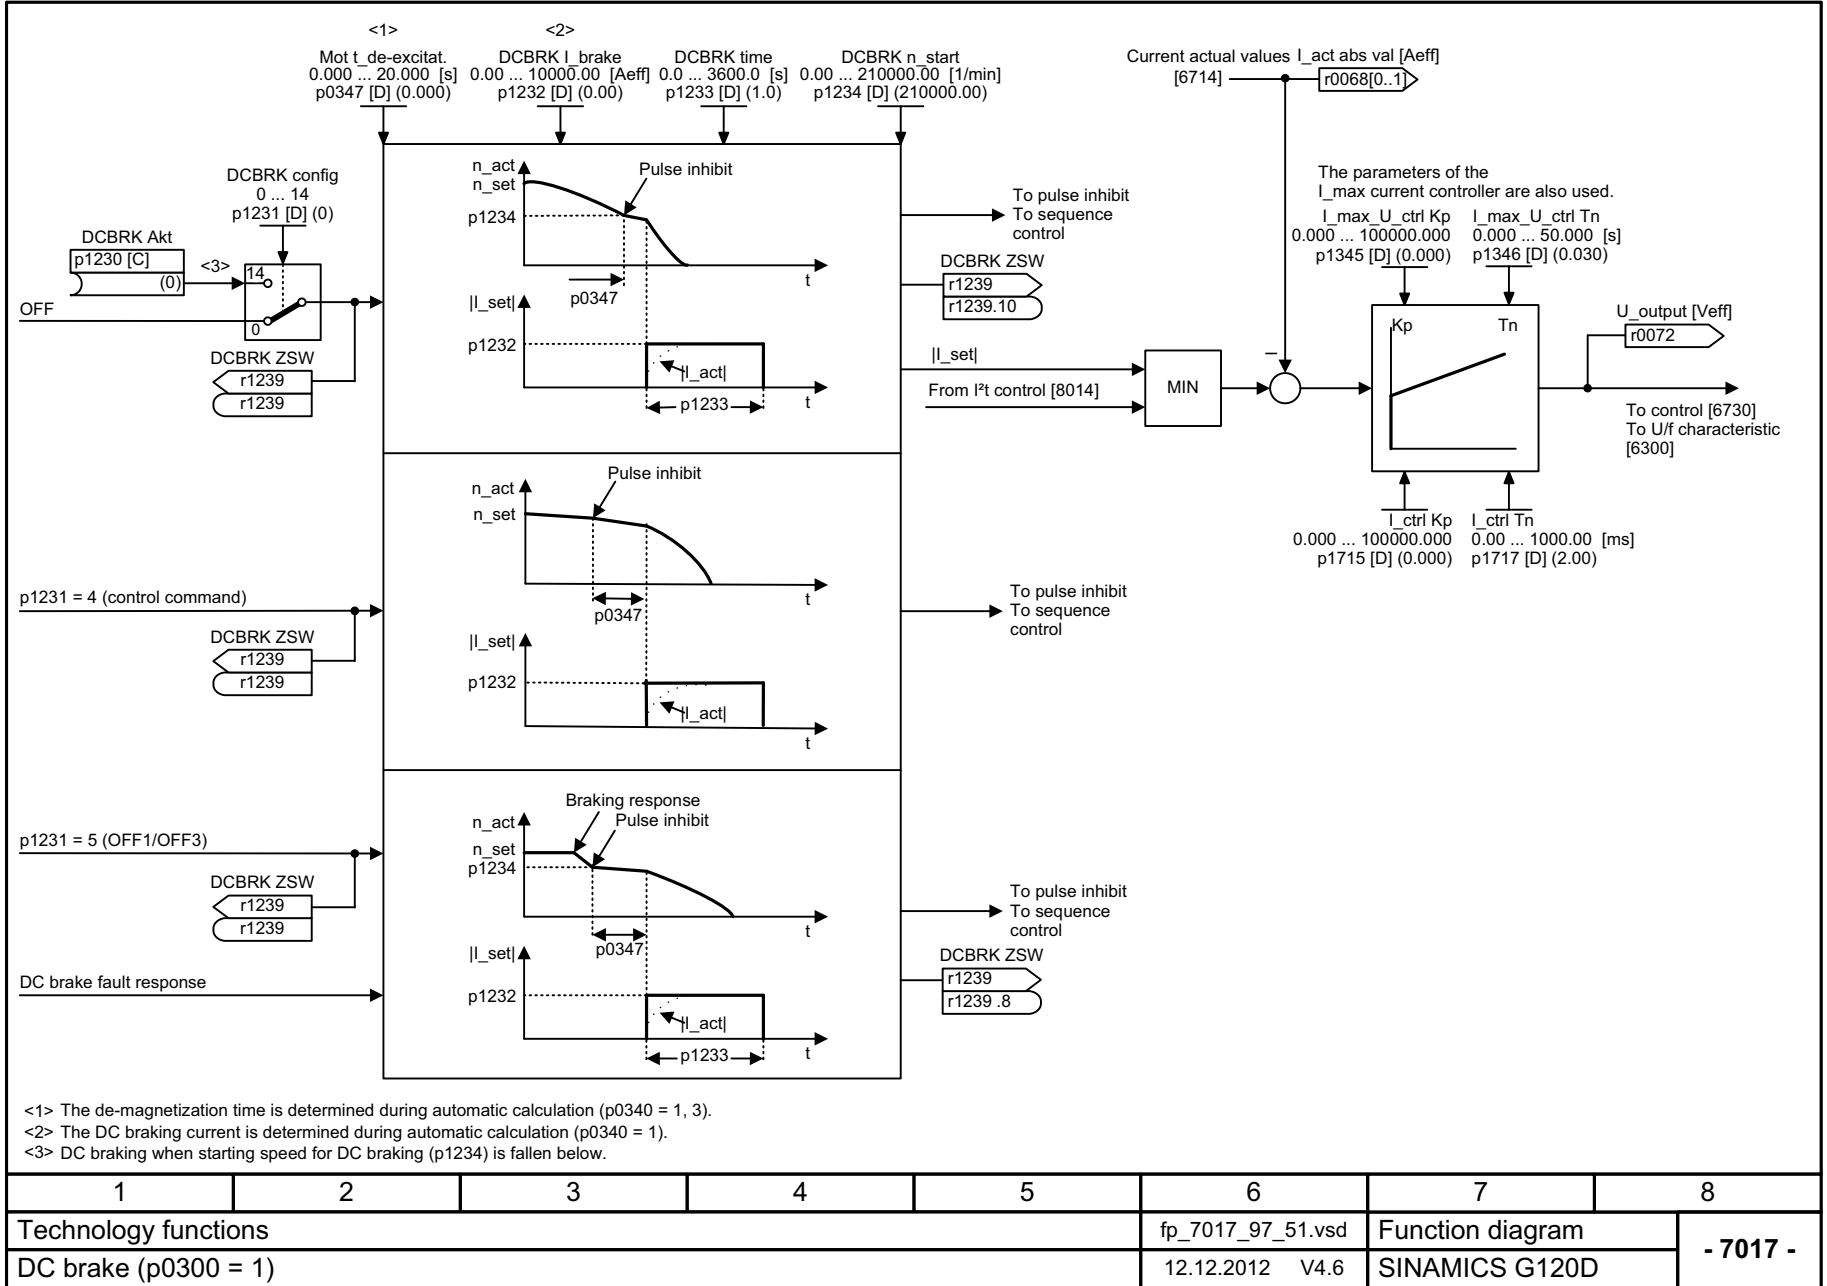 <1>
Mot t_de-excitat.
0.000 ... 20.000 [s]
p0347 [D] (0.000)
<2>
DCBRK I_brake
0.00 ... 10000.00 [Aeff]
p1232 [D] (0.00)
DCBRK time
0.0 ... 3600.0 [s]
p1233 [D] (1.0)
DCBRK n_start
0.00 ... 210000.00 [1/min]
p1234 [D] (210000.00)
Current actual values
[6714]
I_act abs val [Aeff]
r0068[0..1]
DCBRK config
0 ... 14
p1231 [D] (0)
DCBRK Akt
p1230 [C]
(0)
<3>
14
0
OFF
DCBRK ZSW
r1239
r1239
n_act
n_set
p1234
Pulse inhibit
t
p0347
|I_set|
p1232
|I_act|
p1233
t
To pulse inhibit
To sequence
control
DCBRK ZSW
r1239
r1239.10
|I_set|
From I²t control [8014]
MIN
–
The parameters of the
I_max current controller are also used.
I_max_U_ctrl Kp
0.000 ... 100000.000
p1345 [D] (0.000)
I_max_U_ctrl Tn
0.000 ... 50.000 [s]
p1346 [D] (0.030)
Kp
Tn
U_output [Veff]
r0072
To control [6730]
To U/f characteristic
[6300]
I_ctrl Kp
0.000 ... 100000.000
p1715 [D] (0.000)
I_ctrl Tn
0.00 ... 1000.00 [ms]
p1717 [D] (2.00)
p1231 = 4 (control command)
DCBRK ZSW
r1239
r1239
n_act
n_set
Pulse inhibit
t
p0347
|I_set|
p1232
|I_act|
t
To pulse inhibit
To sequence
control
p1231 = 5 (OFF1/OFF3)
DCBRK ZSW
r1239
r1239
DC brake fault response
Braking response
Pulse inhibit
n_act
n_set
p1234
t
p0347
|I_set|
p1232
|I_act|
p1233
t
To pulse inhibit
To sequence
control
DCBRK ZSW
r1239
r1239 .8
<1> The de-magnetization time is determined during automatic calculation (p0340 = 1, 3).
<2> The DC braking current is determined during automatic calculation (p0340 = 1).
<3> DC braking when starting speed for DC braking (p1234) is fallen below.
1 2 3 4 5 6 7 8
Technology functions
fp_7017_97_51.vsd
Function diagram
- 7017 -
DC brake (p0300 = 1)
12.12.2012 V4.6
SINAMICS G120D